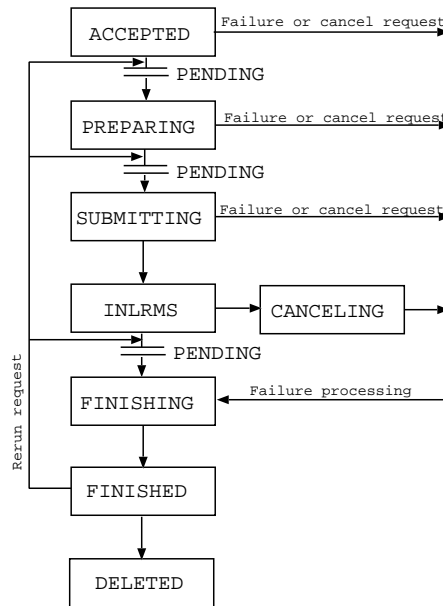 ACCEPTED
Failure or cancel request
PENDING
PREPARING
Failure or cancel request
PENDING
SUBMITTING
Failure or cancel request
INLRMS
CANCELING
PENDING
FINISHING
Failure processing
Rerun request
FINISHED
DELETED